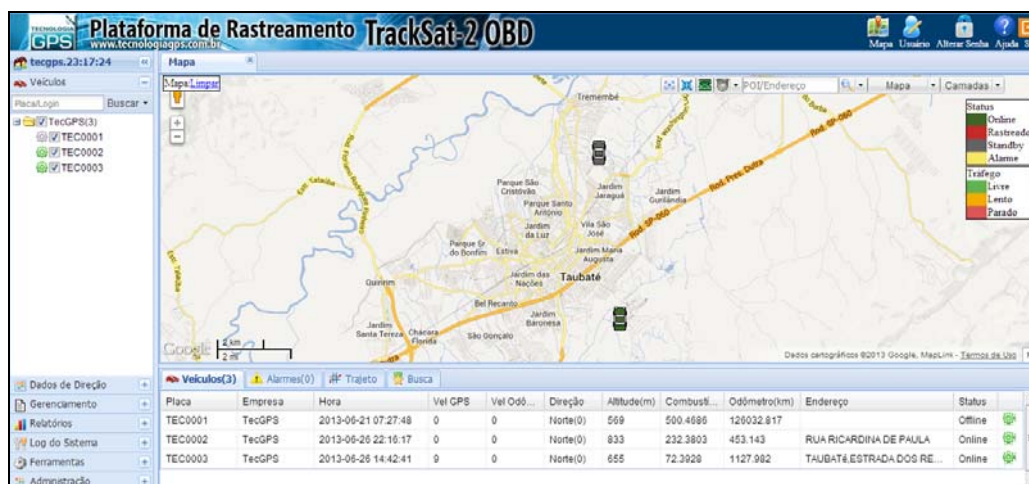 TECNOLOGIA
GPS
Plataforma de Rastreamento TrackSat-2 OBD
www.tecnologiagps.com.br
Mapa Usuário Alterar Senha Ajuda
tecgps.23:17:24
Mapa
Veículos
Mapa:Limpar
POI/Endereço
Mapa
Camadas
Placa/Login
Buscar
TecGPS(3)
TEC0001
TEC0002
TEC0003
Status
Online
Rastreado
Standby
Alarme
Tráfego
Livre
Lento
Parado
Tremembé
Rod. Pres. Dutra
Rod. SP-060
Parque São Cristóvão
Jardim Jaraguá
Jardim Gurilândia
Parque Santo Antônio
Jardim da Luz
Vila São José
Rod. SP-060
Parque Sr do Bonfim
Estiva
Jardim Maria Augusta
Quiririm
Jardim das Nações
Taubaté
Bel Recanto
Jardim Baronesa
Jardim Santa Tereza
Chácara Florida
São Gonçalo
Google
2 km
2 mi
Dados cartográficos ©2013 Google, MapLink - Termos de Uso
Dados de Direção
Gerenciamento
Relatórios
Log do Sistema
Ferramentas
Administração
Veículos(3) Alarmes(0) Trajeto Busca
Placa Empresa Hora Vel GPS Vel Odô... Direção Altitude(m) Combustí... Odômetro(km) Endereço Status
TEC0001 TecGPS 2013-06-21 07:27:48 0 0 Norte(0) 569 500.4686 126032.817 Offline
TEC0002 TecGPS 2013-06-26 22:16:17 0 0 Norte(0) 833 232.3803 453.143 RUA RICARDINA DE PAULA Online
TEC0003 TecGPS 2013-06-26 14:42:41 9 0 Norte(0) 655 72.3928 1127.982 TAUBATé,ESTRADA DOS RE... Online